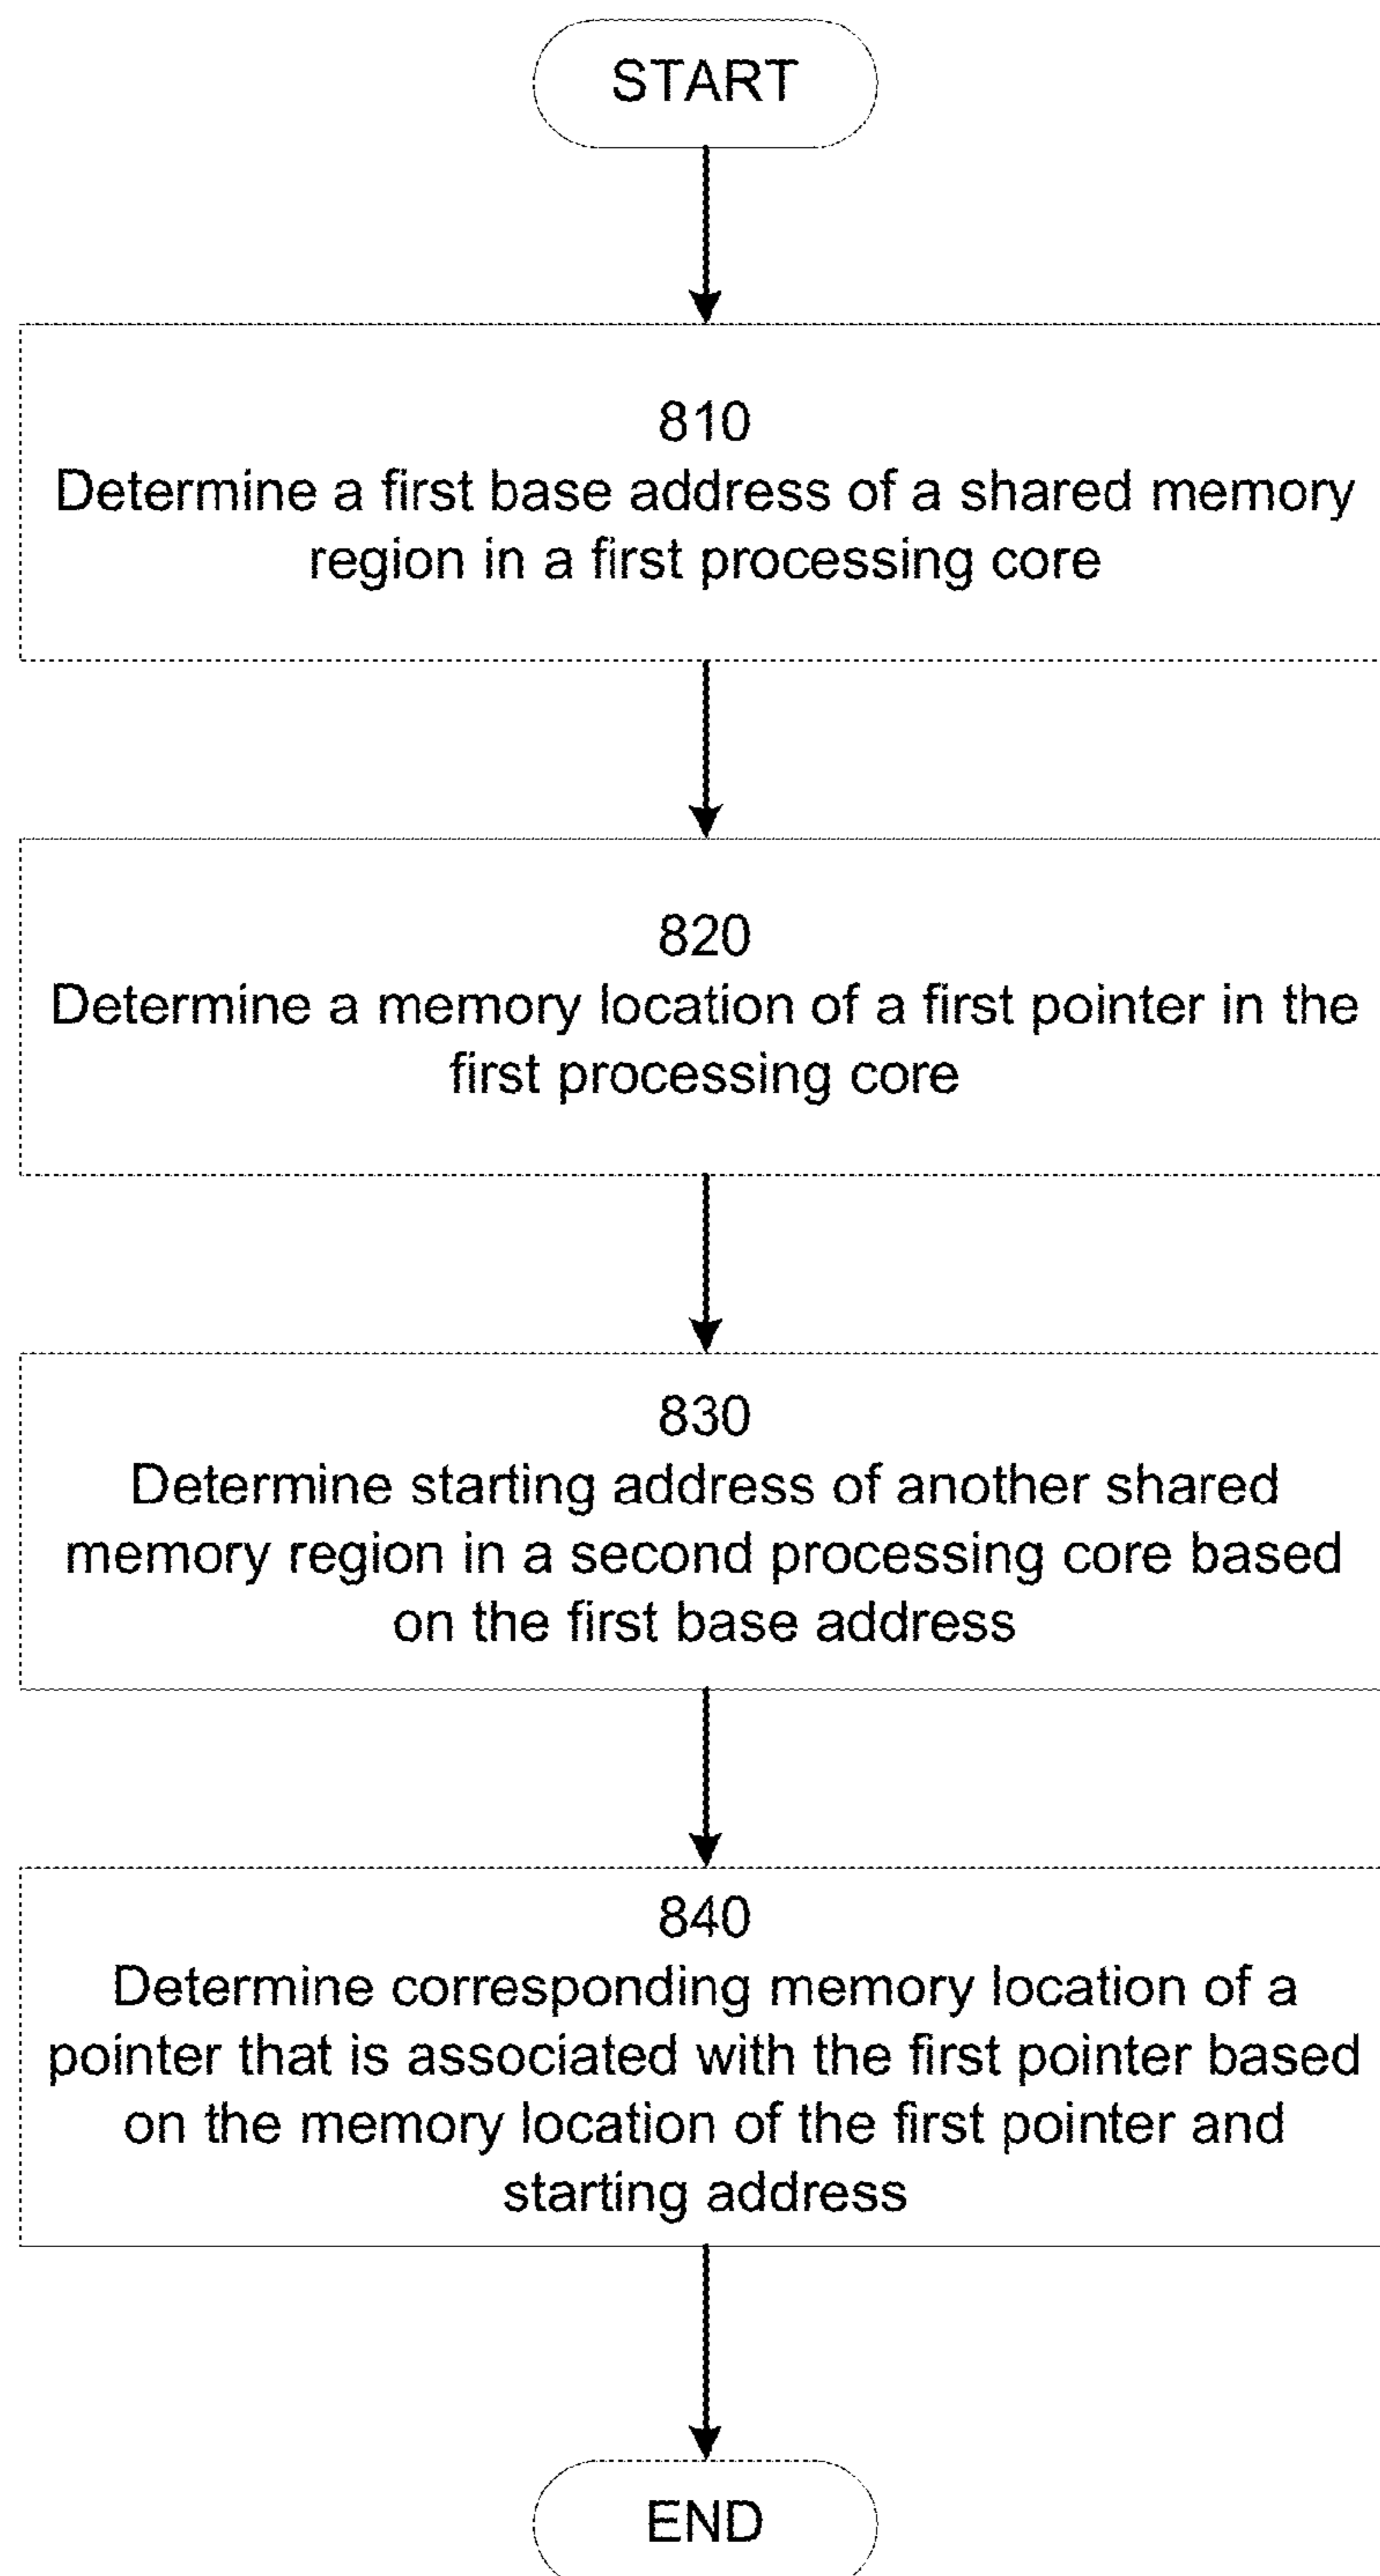 START
810
Determine a first base address of a shared memory
region in a first processing core
820
Determine a memory location of a first pointer in the
first processing core
830
Determine starting address of another shared
memory region in a second processing core based
on the first base address
840
Determine corresponding memory location of a
pointer that is associated with the first pointer based
on the memory location of the first pointer and
starting address
END